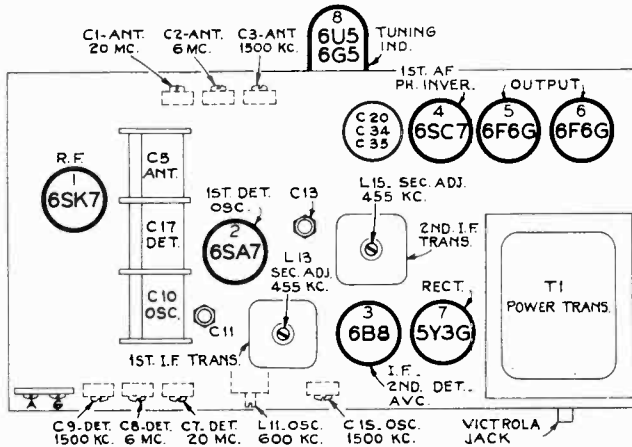 C1-ANT.
20 MC.
C2-ANT.
6 MC.
C3-ANT
1500 KC.
8
6U5
6G5
TUNING
IND.
1ST. AF
PH. INVER.
OUTPUT
C 20
C 34
C 35
4
6SC7
5
6F6G
6
6F6G
R.F.
1
6SK7
C5
ANT.
C17
DET.
C10
OSC.
1ST. DET.
OSC.
2
6SA7
C13
L15- SEC. ADJ.
455 KC.
2ND. I.F.
TRANS.
L13
SEC. ADJ.
455 KC.
C11
1ST. I.F. TRANS.
3
6B8
RECT.
7
5Y3G
T1
POWER TRANS.
I.F.
2ND. DET.
AVC.
A G
C9-DET.
1500 KC.
C8-DET.
6 MC.
C7-DET.
20 MC.
L11-OSC.
600 KC.
C15-OSC.
1500 KC.
VICTROLA
JACK